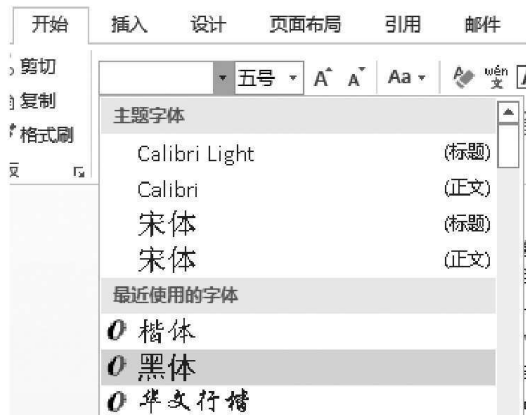 开始 插入 设计 页面布局 引用 邮件
剪切
复制
格式刷
五号 A A Aa wén 文 A
主题字体
Calibri Light (标题)
Calibri (正文)
宋体 (标题)
宋体 (正文)
最近使用的字体
O 楷体
O 黑体
O 华文行楷